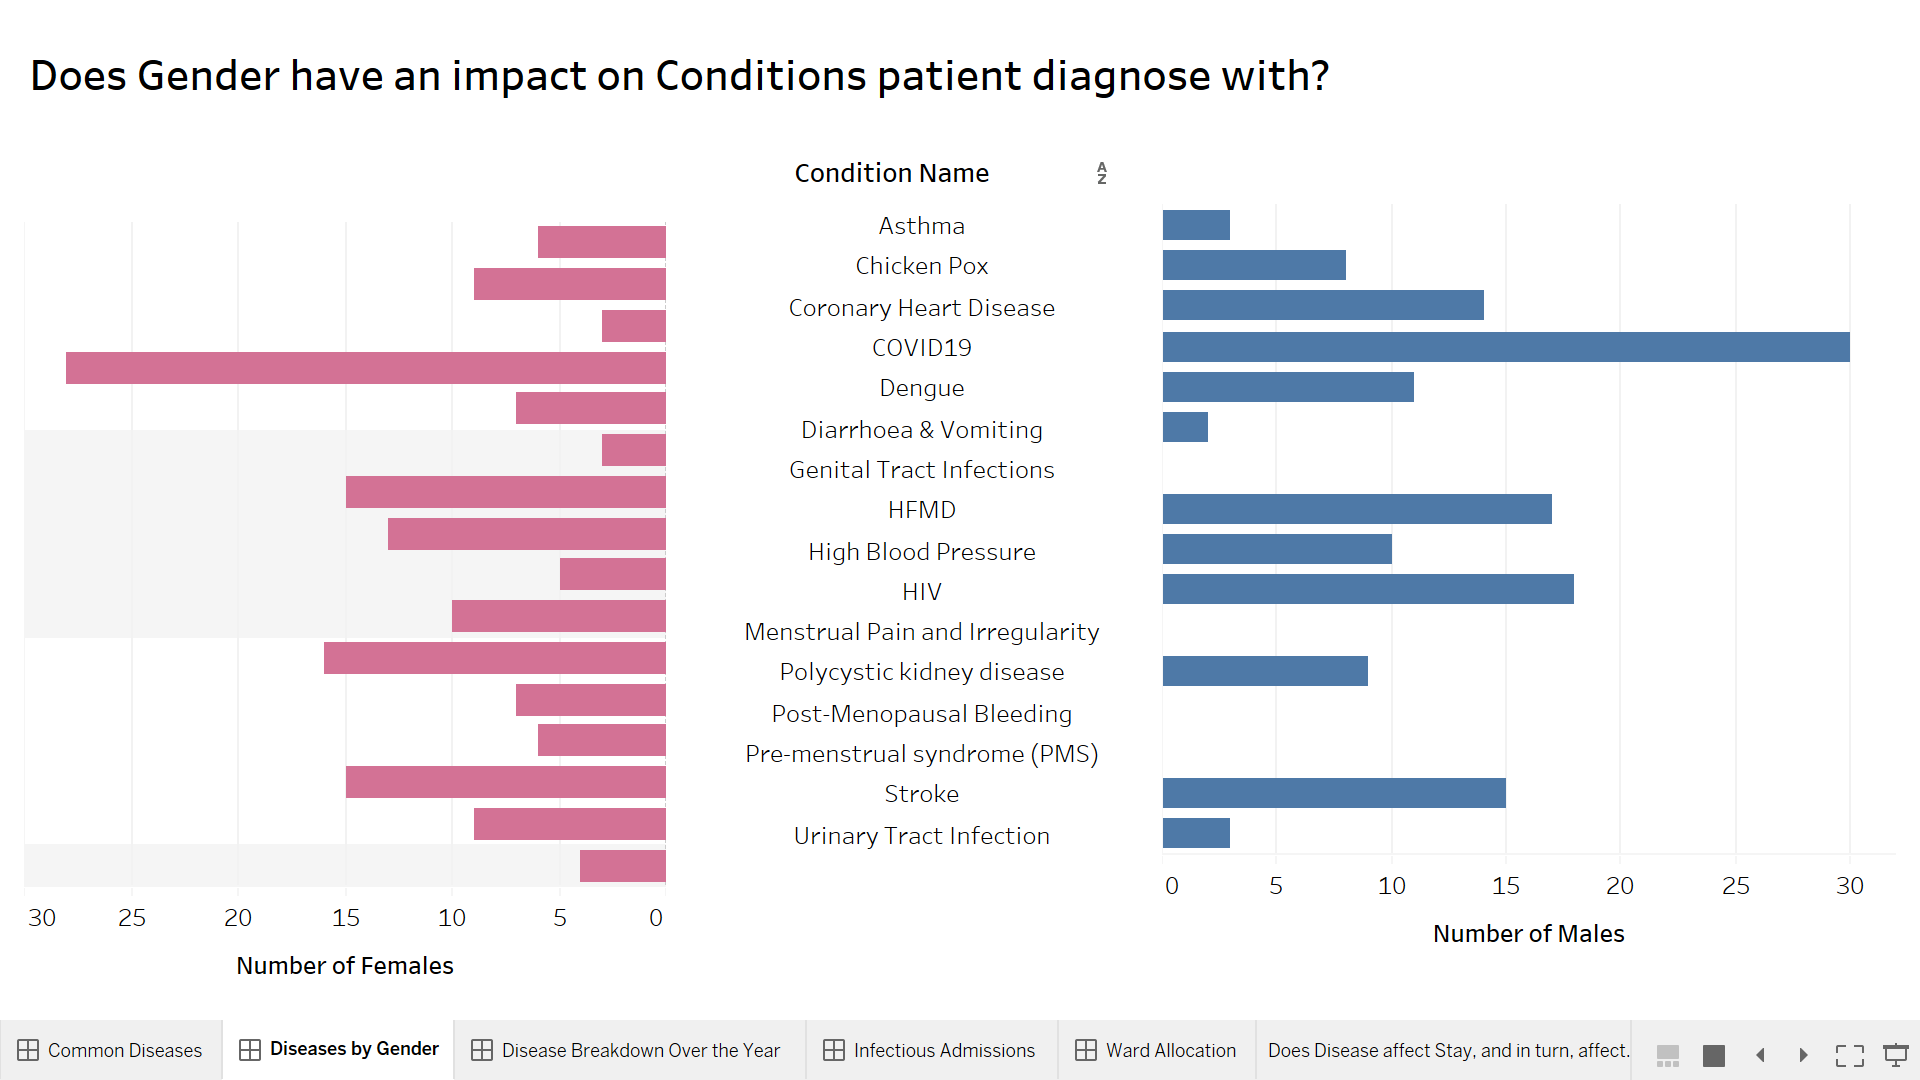 Does Gender have an impact on Conditions patient diagnose with?
Condition Name
A
Z
Asthma
Chicken Pox
Coronary Heart Disease
COVID19
Dengue
Diarrhoea & Vomiting
Genital Tract Infections
HFMD
High Blood Pressure
HIV
Menstrual Pain and Irregularity
Polycystic kidney disease
Post-Menopausal Bleeding
Pre-menstrual syndrome (PMS)
Stroke
Urinary Tract Infection
30 25 20 15 10 5 0
Number of Females
0 5 10 15 20 25 30
Number of Males
Common Diseases
Diseases by Gender
Disease Breakdown Over the Year
Infectious Admissions
Ward Allocation
Does Disease affect Stay, and in turn, affect.